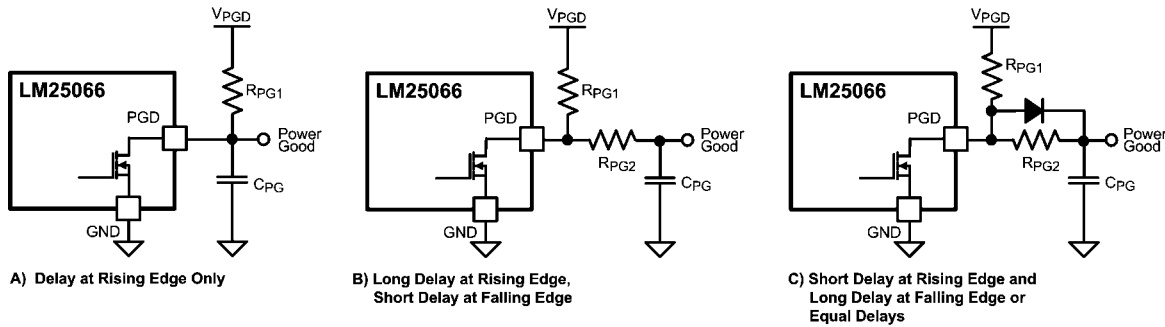 VPGD
LM25066
RPG1
PGD
Power
Good
CPG
GND
A) Delay at Rising Edge Only
VPGD
LM25066
RPG1
PGD
Power
Good
RPG2
CPG
GND
B) Long Delay at Rising Edge,
Short Delay at Falling Edge
VPGD
RPG1
LM25066
PGD
Power
Good
RPG2
CPG
GND
C) Short Delay at Rising Edge and
Long Delay at Falling Edge or
Equal Delays